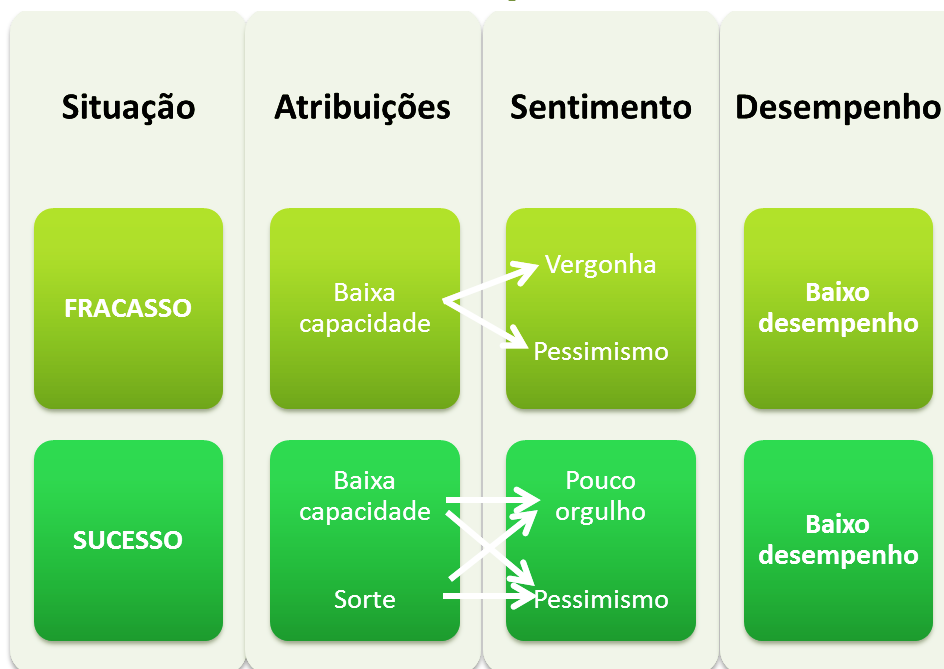 Situação
Atribuições
Sentimento
Desempenho
FRACASSO
Baixa
capacidade
Vergonha
Pessimismo
Baixo
desempenho
SUCESSO
Baixa
capacidade
Sorte
Pouco
orgulho
Pessimismo
Baixo
desempenho